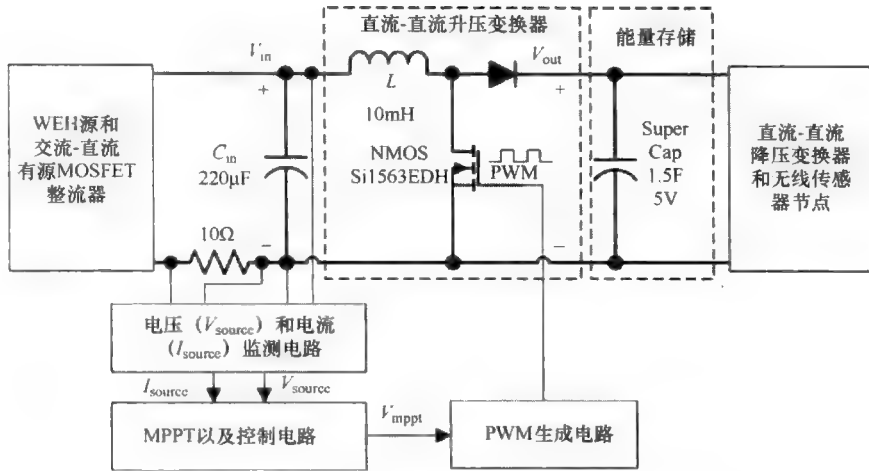 直流-直流升压变换器
能量存储
V_in
+
L
10mH
V_out
+
WEH源和
交流-直流
有源MOSFET
整流器
C_in
220μF
NMOS
Si1563EDH
PWM
Super
Cap
1.5F
5V
直流-直流
降压变换器
和无线传感
器节点
10Ω
−
−
电压（V_source）和电流
（I_source）监测电路
I_source
V_source
MPPT以及控制电路
V_mppt
PWM生成电路